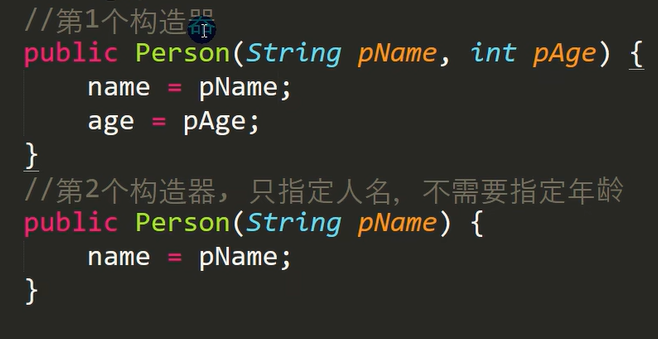 //第1个构造器
public Person(String pName, int pAge) {
    name = pName;
    age = pAge;
}
//第2个构造器, 只指定人名, 不需要指定年龄
public Person(String pName) {
    name = pName;
}